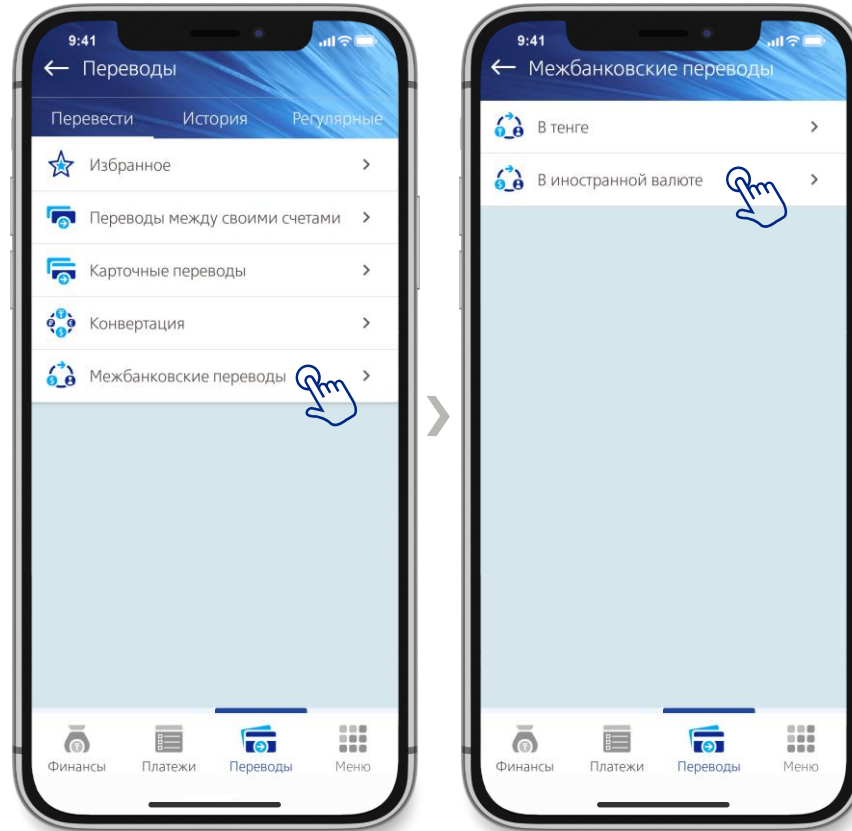 9:41
Переводы
Перевести История Регулярные
Избранное
Переводы между своими счетами
Карточные переводы
Конвертация
Межбанковские переводы
Финансы Платежи Переводы Меню
9:41
Межбанковские переводы
В тенге
В иностранной валюте
Финансы Платежи Переводы Меню